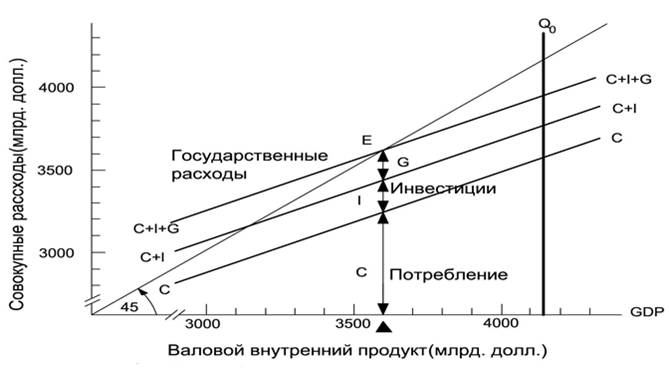 Совокупные рассходы(млрд. долл.)
4000
3500
3000
Q0
C+I+G
C+I
C
E
G
Государственные
расходы
Инвестиции
I
C+I+G
C+I
C
C
Потребление
45
3000
3500
4000
GDP
Валовой внутренний продукт(млрд. долл.)